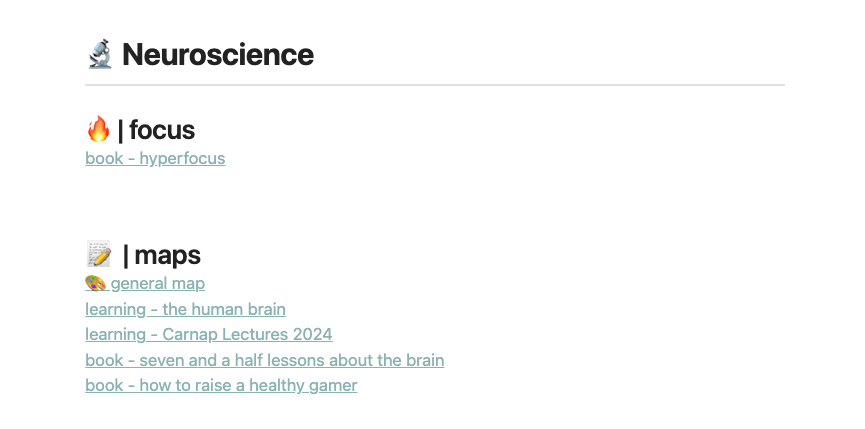 🔬 Neuroscience
🔥 | focus
book - hyperfocus
📝 | maps
🎨 general map
learning - the human brain
learning - Carnap Lectures 2024
book - seven and a half lessons about the brain
book - how to raise a healthy gamer